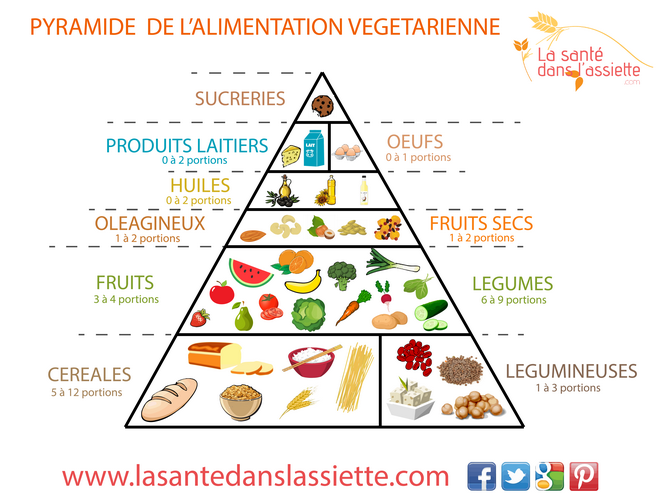 PYRAMIDE DE L'ALIMENTATION VEGETARIENNE
La santé
dans l'assiette
.com
SUCRERIES
PRODUITS LAITIERS
0 à 2 portions
LAIT
OEUFS
0 à 1 portions
HUILES
0 à 2 portions
OLEAGINEUX
1 à 2 portions
FRUITS SECS
1 à 2 portions
FRUITS
3 à 4 portions
LEGUMES
6 à 9 portions
CEREALES
5 à 12 portions
LEGUMINEUSES
1 à 3 portions
www.lasantedanslassiette.com